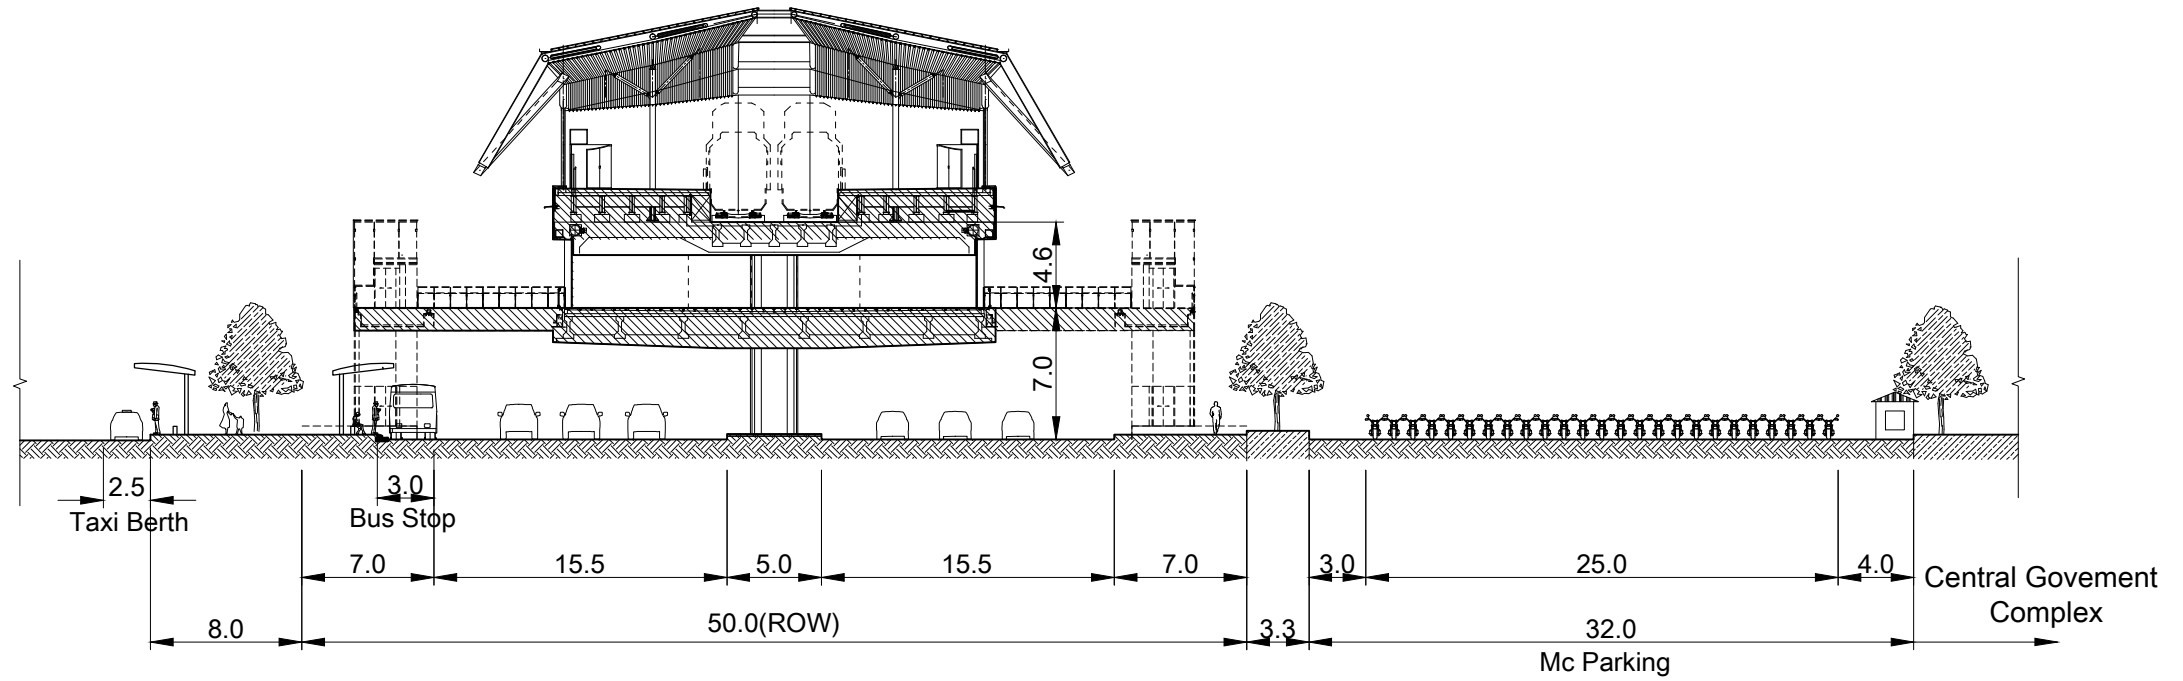 4.6
7.0
2.5
Taxi Berth
3.0
Bus Stop
7.0
15.5
5.0
15.5
7.0
3.0
25.0
4.0
Central Govement
Complex
8.0
50.0(ROW)
3.3
32.0
Mc Parking